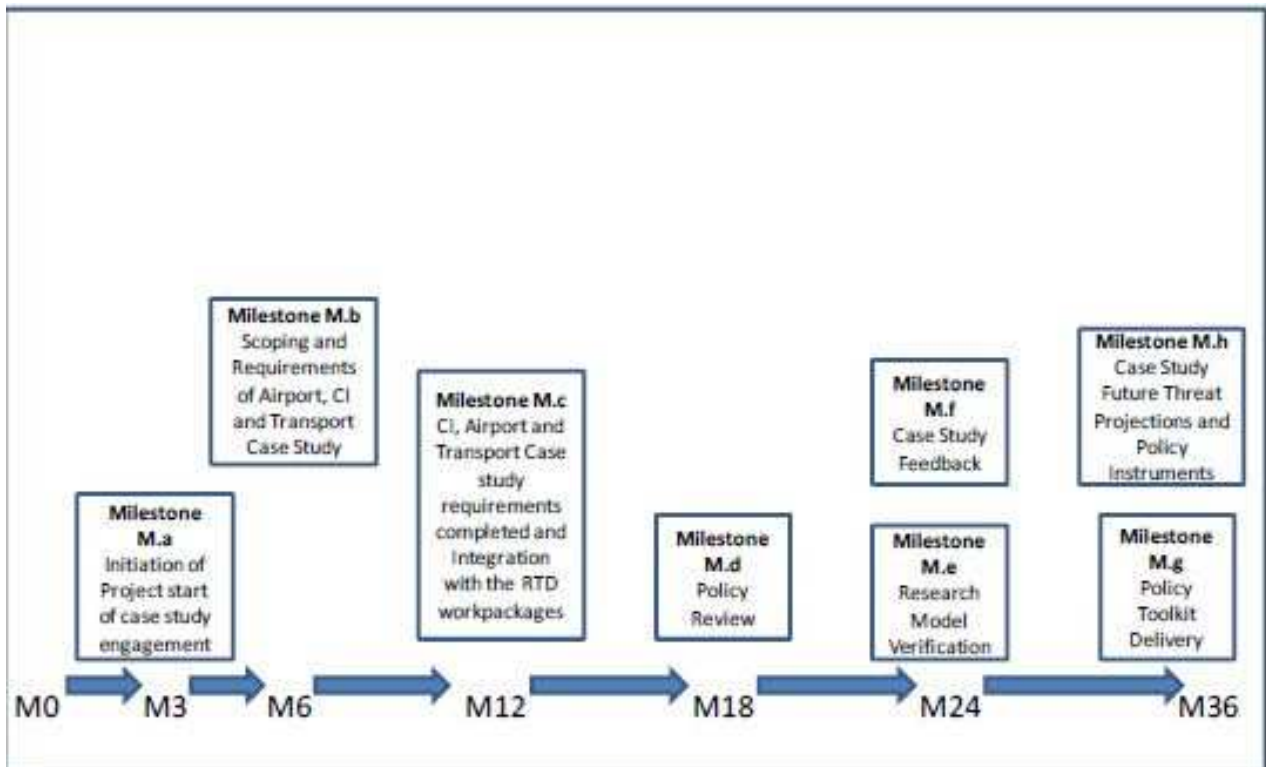 Milestone M.b
Scoping and
Requirements
of Airport, CI
and Transport
Case Study
Milestone M.h
Case Study
Future Threat
Projections and
Policy
Instruments
Milestone
M.f
Case Study
Feedback
Milestone M.c
CI, Airport and
Transport Case
study
requirements
completed and
Integration
with the RTD
workpackages
Milestone
M.a
Initiation of
Project start
of case study
engagement
Milestone
M.d
Policy
Review
Milestone
M.e
Research
Model
Verification
Milestone
M.g
Policy
Toolkit
Delivery
M0
M3
M6
M12
M18
M24
M36